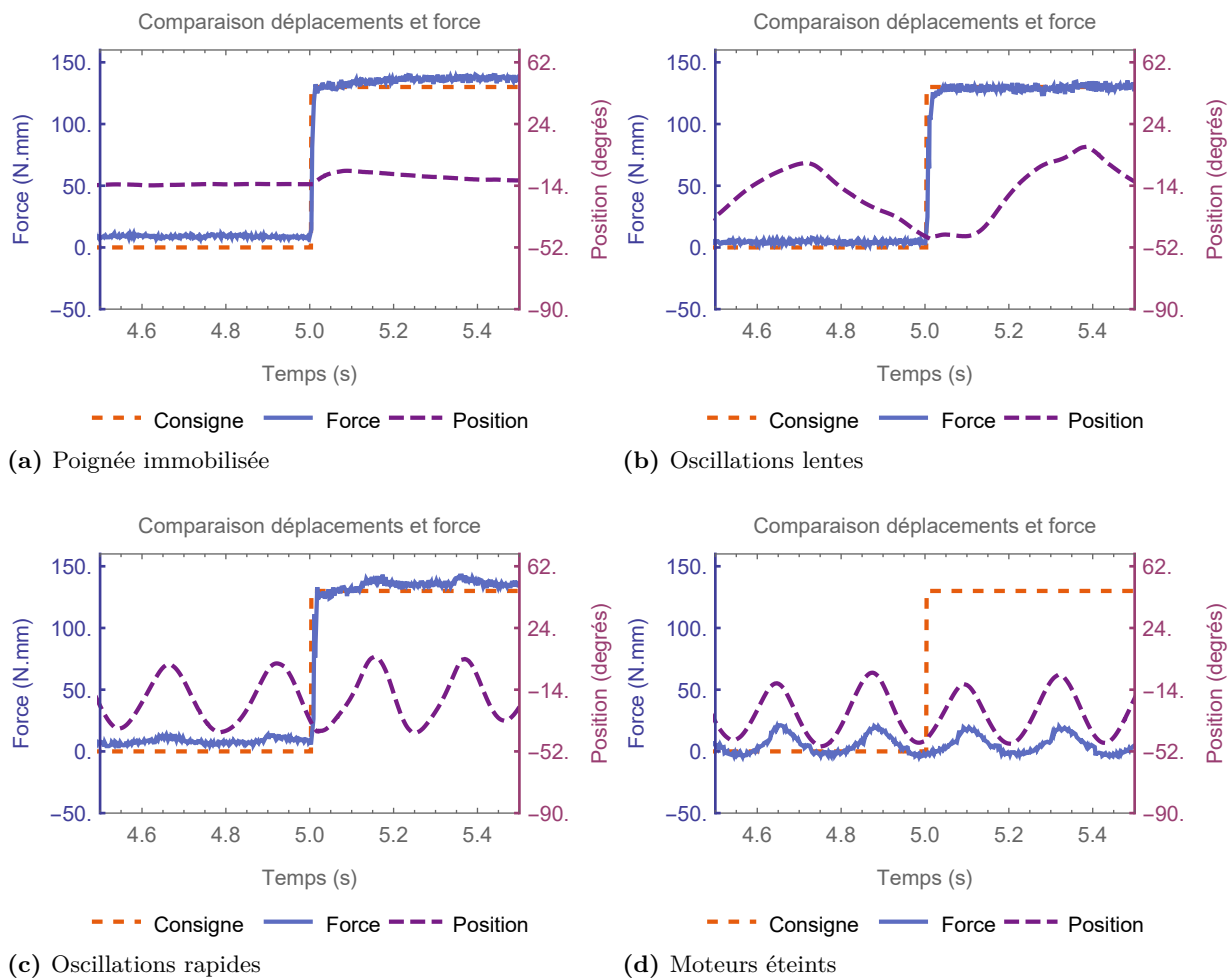 Comparaison déplacements et force
150.
100.
50.
0.
−50.
Force (N.mm)
62.
24.
−14.
−52.
−90.
Position (degrés)
4.6 4.8 5.0 5.2 5.4
Temps (s)
Consigne Force Position
(a) Poignée immobilisée
Comparaison déplacements et force
150.
100.
50.
0.
−50.
Force (N.mm)
62.
24.
−14.
−52.
−90.
Position (degrés)
4.6 4.8 5.0 5.2 5.4
Temps (s)
Consigne Force Position
(b) Oscillations lentes
Comparaison déplacements et force
150.
100.
50.
0.
−50.
Force (N.mm)
62.
24.
−14.
−52.
−90.
Position (degrés)
4.6 4.8 5.0 5.2 5.4
Temps (s)
Consigne Force Position
(c) Oscillations rapides
Comparaison déplacements et force
150.
100.
50.
0.
−50.
Force (N.mm)
62.
24.
−14.
−52.
−90.
Position (degrés)
4.6 4.8 5.0 5.2 5.4
Temps (s)
Consigne Force Position
(d) Moteurs éteints